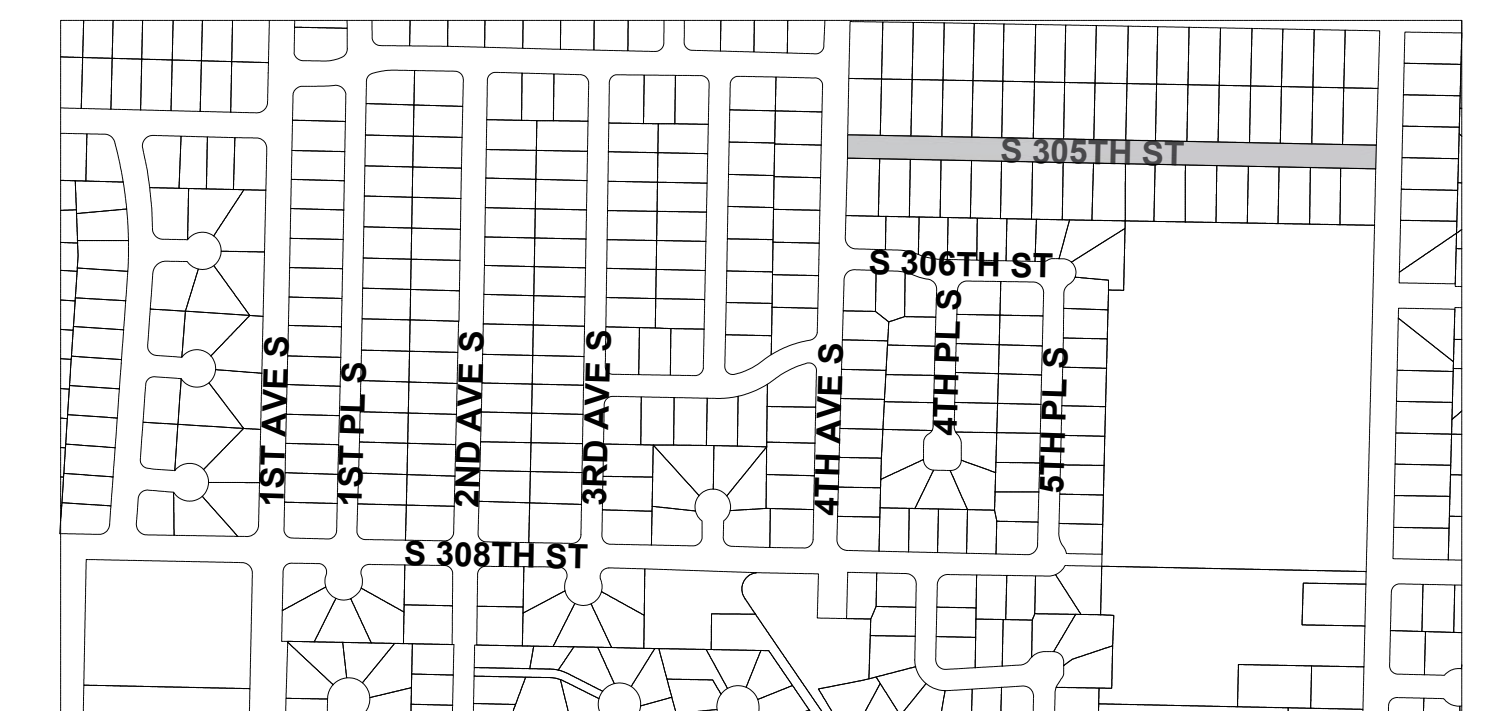 S 305TH ST
S 306TH ST
4TH PL S
1ST AVE S
1ST PL S
2ND AVE S
3RD AVE S
4TH AVE S
5TH PL S
S 308TH ST